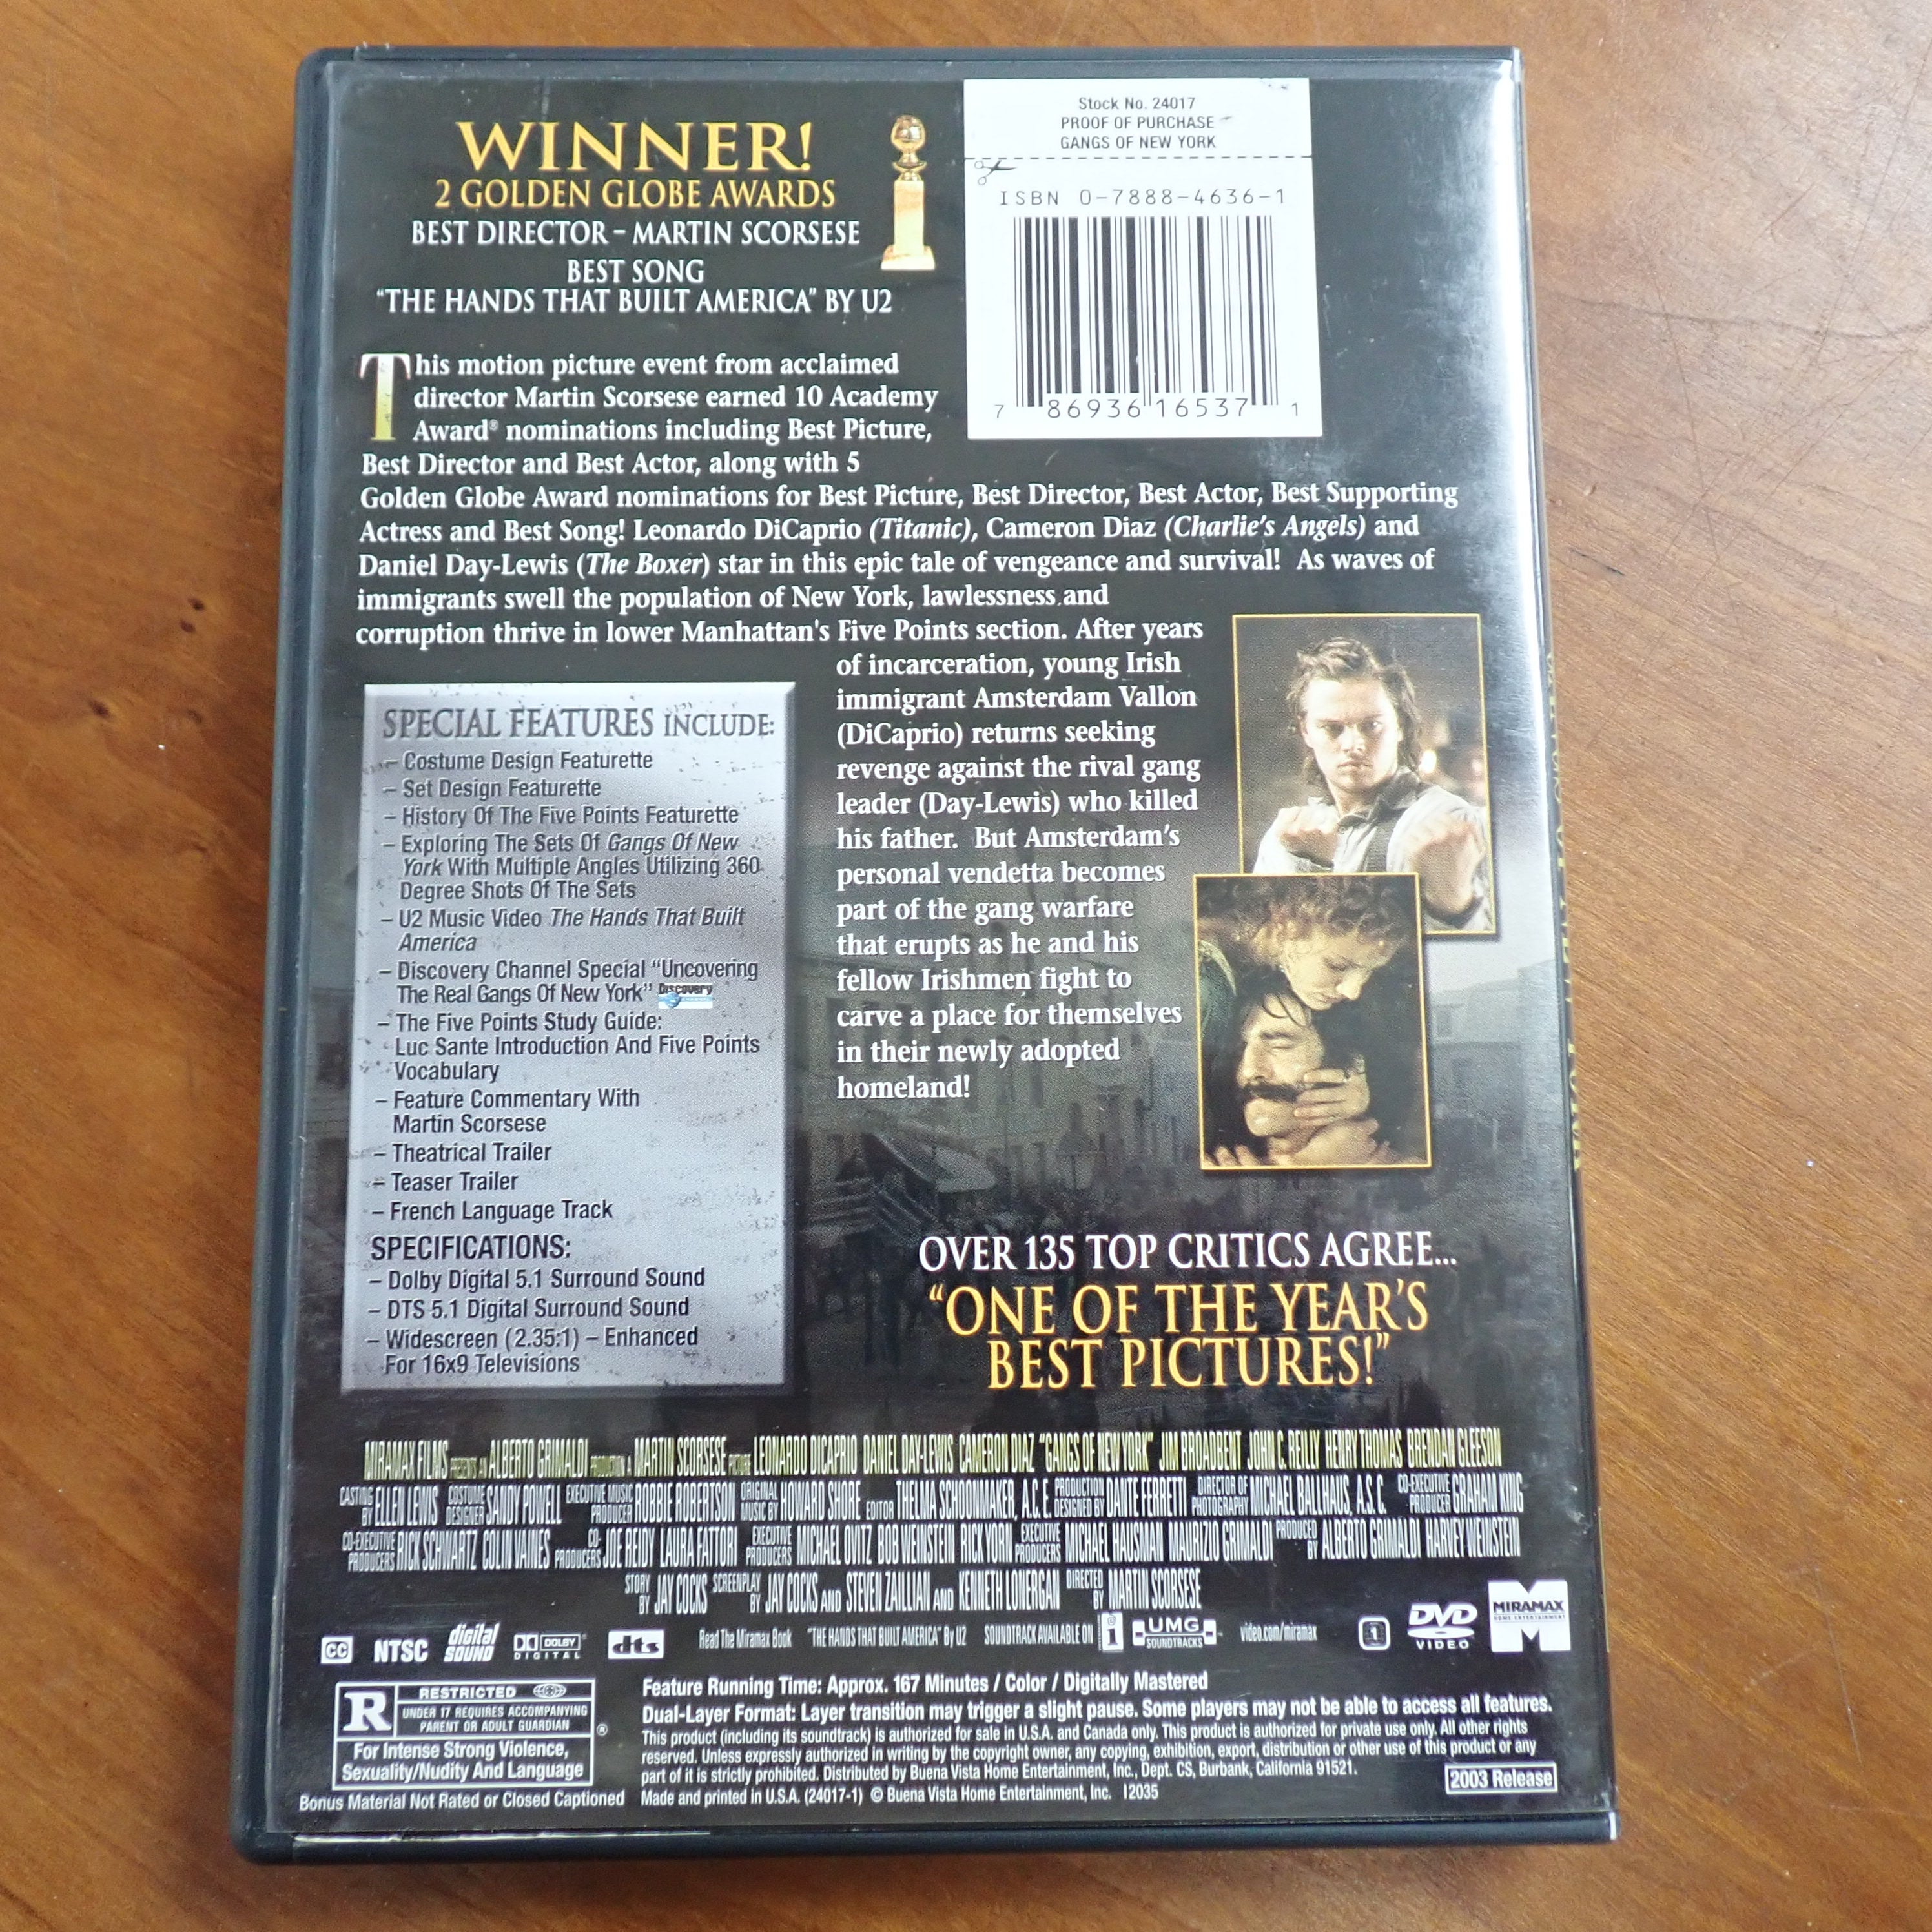 WINNER!
2 GOLDEN GLOBE AWARDS
BEST DIRECTOR – MARTIN SCORSESE
BEST SONG
"THE HANDS THAT BUILT AMERICA" BY U2
Stock No. 24017
PROOF OF PURCHASE
GANGS OF NEW YORK
ISBN 0-7888-4636-1
7 86936 16537 1
This motion picture event from acclaimed
director Martin Scorsese earned 10 Academy
Award® nominations including Best Picture,
Best Director and Best Actor, along with 5
Golden Globe Award nominations for Best Picture, Best Director, Best Actor, Best Supporting
Actress and Best Song! Leonardo DiCaprio (Titanic), Cameron Diaz (Charlie's Angels) and
Daniel Day-Lewis (The Boxer) star in this epic tale of vengeance and survival! As waves of
immigrants swell the population of New York, lawlessness and
corruption thrive in lower Manhattan's Five Points section. After years
of incarceration, young Irish
immigrant Amsterdam Vallon
(DiCaprio) returns seeking
revenge against the rival gang
leader (Day-Lewis) who killed
his father. But Amsterdam's
personal vendetta becomes
part of the gang warfare
that erupts as he and his
fellow Irishmen fight to
carve a place for themselves
in their newly adopted
homeland!
SPECIAL FEATURES INCLUDE:
– Costume Design Featurette
– Set Design Featurette
– History Of The Five Points Featurette
– Exploring The Sets Of Gangs Of New
York With Multiple Angles Utilizing 360
Degree Shots Of The Sets
– U2 Music Video The Hands That Built
America
– Discovery Channel Special "Uncovering
The Real Gangs Of New York" Discovery CHANNEL
– The Five Points Study Guide:
Luc Sante Introduction And Five Points
Vocabulary
– Feature Commentary With
Martin Scorsese
– Theatrical Trailer
– Teaser Trailer
– French Language Track
SPECIFICATIONS:
– Dolby Digital 5.1 Surround Sound
– DTS 5.1 Digital Surround Sound
– Widescreen (2.35:1) – Enhanced
For 16x9 Televisions
OVER 135 TOP CRITICS AGREE...
"ONE OF THE YEAR'S
BEST PICTURES!"
MIRAMAX FILMS PRESENTS AN ALBERTO GRIMALDI PRODUCTION A MARTIN SCORSESE PICTURE LEONARDO DICAPRIO DANIEL DAY-LEWIS CAMERON DIAZ "GANGS OF NEW YORK" JIM BROADBENT JOHN C. REILLY HENRY THOMAS BRENDAN GLEESON
CASTING BY ELLEN LEWIS COSTUME DESIGNER SANDY POWELL EXECUTIVE MUSIC PRODUCER ROBBIE ROBERTSON ORIGINAL MUSIC BY HOWARD SHORE EDITOR THELMA SCHOONMAKER, A.C.E. PRODUCTION DESIGNED BY DANTE FERRETTI DIRECTOR OF PHOTOGRAPHY MICHAEL BALLHAUS, A.S.C. CO-EXECUTIVE PRODUCER GRAHAM KING
CO-EXECUTIVE PRODUCERS RICK SCHWARTZ COLIN VAINES CO-PRODUCERS JOE REIDY LAURA FATTORI EXECUTIVE PRODUCERS MICHAEL OVITZ BOB WEINSTEIN RICK YORN EXECUTIVE PRODUCERS MICHAEL HAUSMAN MAURIZIO GRIMALDI PRODUCED BY ALBERTO GRIMALDI HARVEY WEINSTEIN
STORY BY JAY COCKS SCREENPLAY BY JAY COCKS AND STEVEN ZAILLIAN AND KENNETH LONERGAN DIRECTED BY MARTIN SCORSESE
CC NTSC digital SOUND DOLBY DIGITAL dts Read The Miramax Book "THE HANDS THAT BUILT AMERICA" By U2 SOUNDTRACK AVAILABLE ON i UMG SOUNDTRACKS video.com/miramax 1 DVD VIDEO MIRAMAX HOME ENTERTAINMENT
R RESTRICTED
UNDER 17 REQUIRES ACCOMPANYING
PARENT OR ADULT GUARDIAN ®
For Intense Strong Violence,
Sexuality/Nudity And Language
Bonus Material Not Rated or Closed Captioned
Feature Running Time: Approx. 167 Minutes / Color / Digitally Mastered
Dual-Layer Format: Layer transition may trigger a slight pause. Some players may not be able to access all features.
This product (including its soundtrack) is authorized for sale in U.S.A. and Canada only. This product is authorized for private use only. All other rights
reserved. Unless expressly authorized in writing by the copyright owner, any copying, exhibition, export, distribution or other use of this product or any
part of it is strictly prohibited. Distributed by Buena Vista Home Entertainment, Inc., Dept. CS, Burbank, California 91521.
Made and printed in U.S.A. (24017-1) © Buena Vista Home Entertainment, Inc. 12035
2003 Release